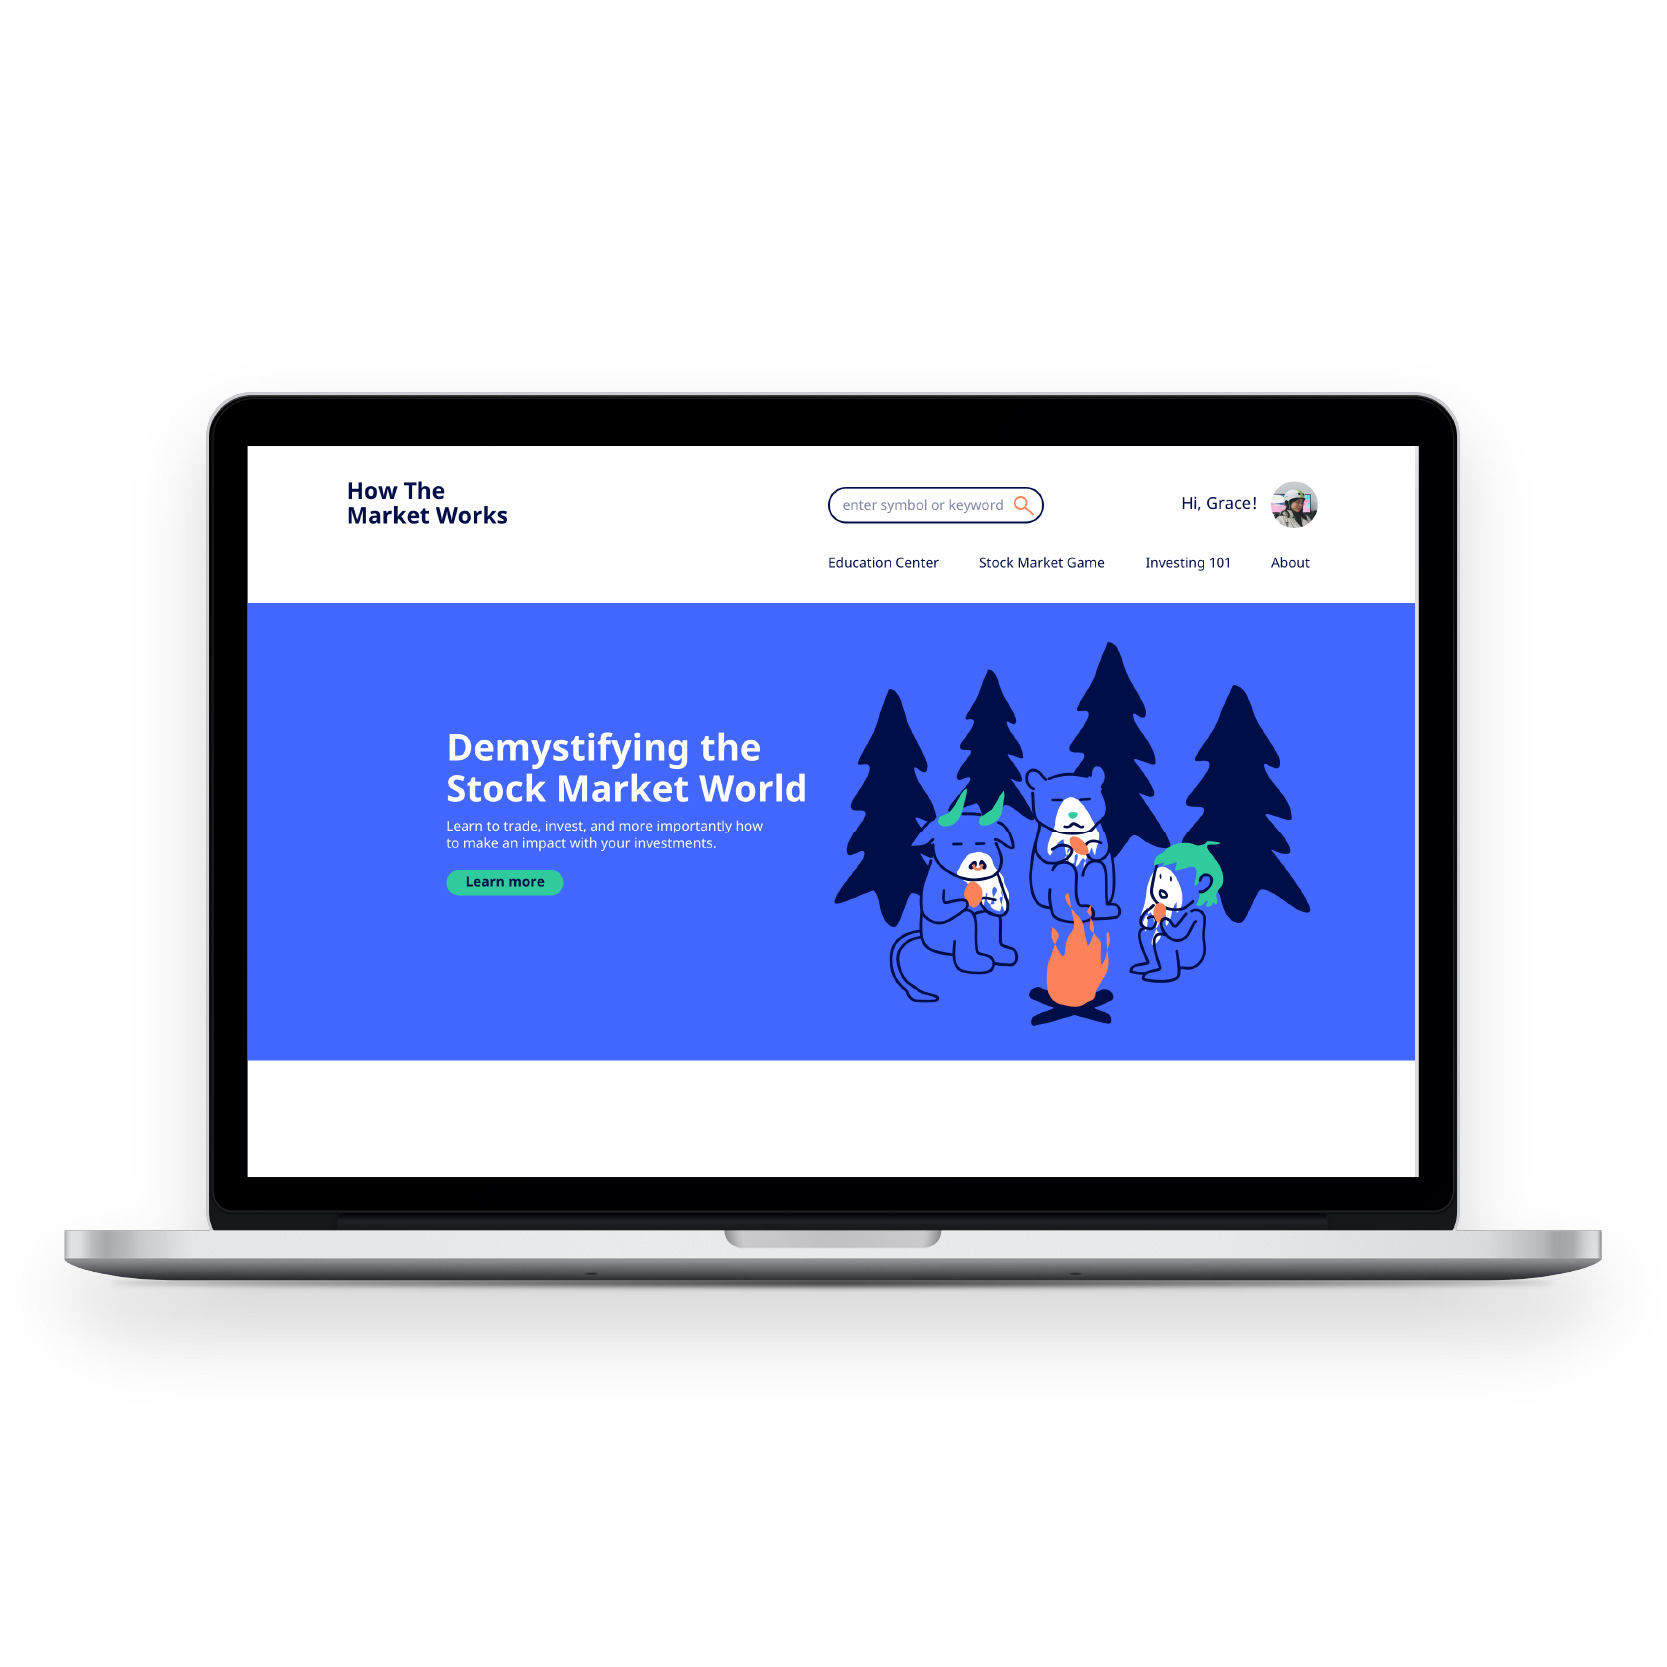 How The
Market Works
enter symbol or keyword
Hi, Grace!
Education Center
Stock Market Game
Investing 101
About
Demystifying the
Stock Market World
Learn to trade, invest, and more importantly how
to make an impact with your investments.
Learn more